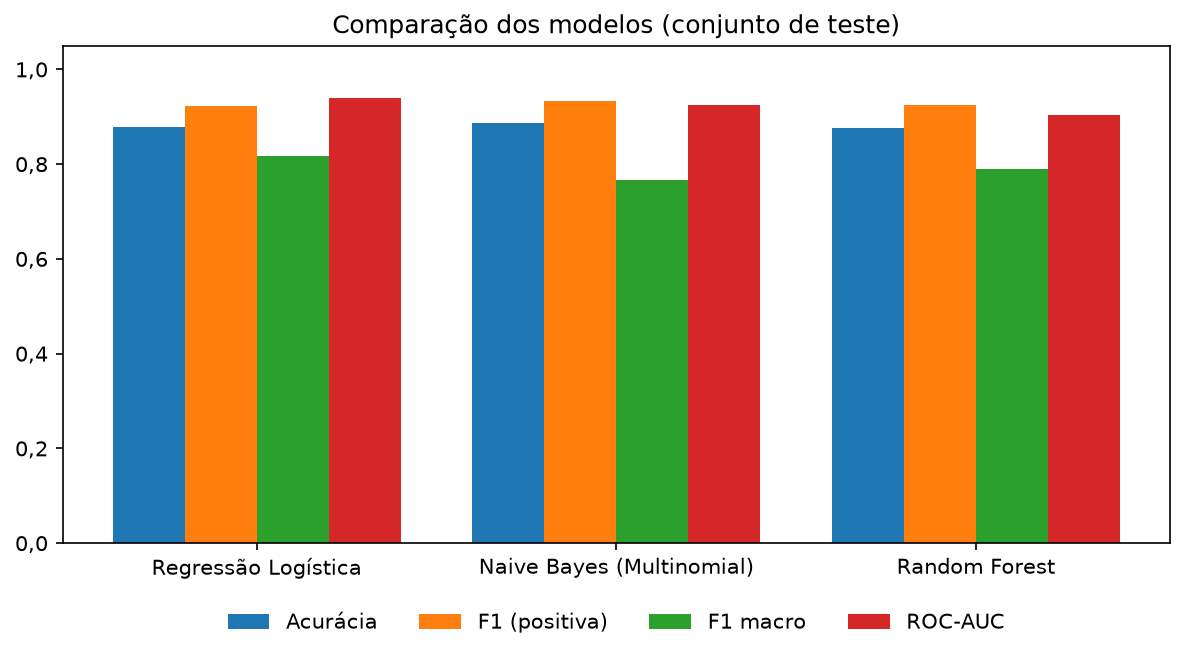 Comparação dos modelos (conjunto de teste)
1,0
0,8
0,6
0,4
0,2
0,0
Regressão Logística Naive Bayes (Multinomial) Random Forest
Acurácia F1 (positiva) F1 macro ROC-AUC